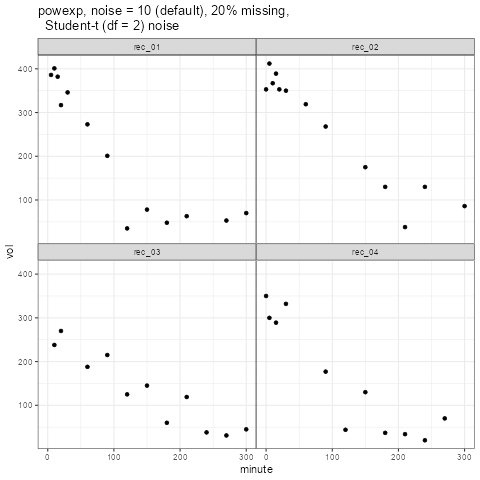 powexp, noise = 10 (default), 20% missing,
Student-t (df = 2) noise
rec_01
rec_02
400
300
200
100
rec_03
rec_04
400
300
200
100
vol
0
100
200
300
0
100
200
300
minute